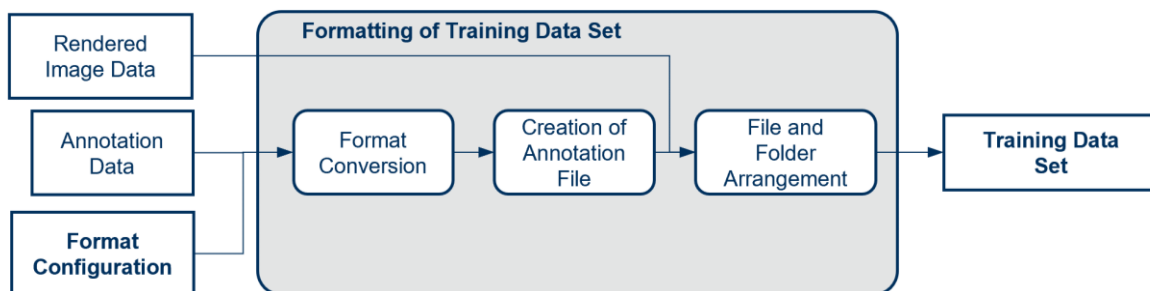 Formatting of Training Data Set
Rendered
Image Data
Annotation
Data
Format
Configuration
Format
Conversion
Creation of
Annotation
File
File and
Folder
Arrangement
Training Data
Set